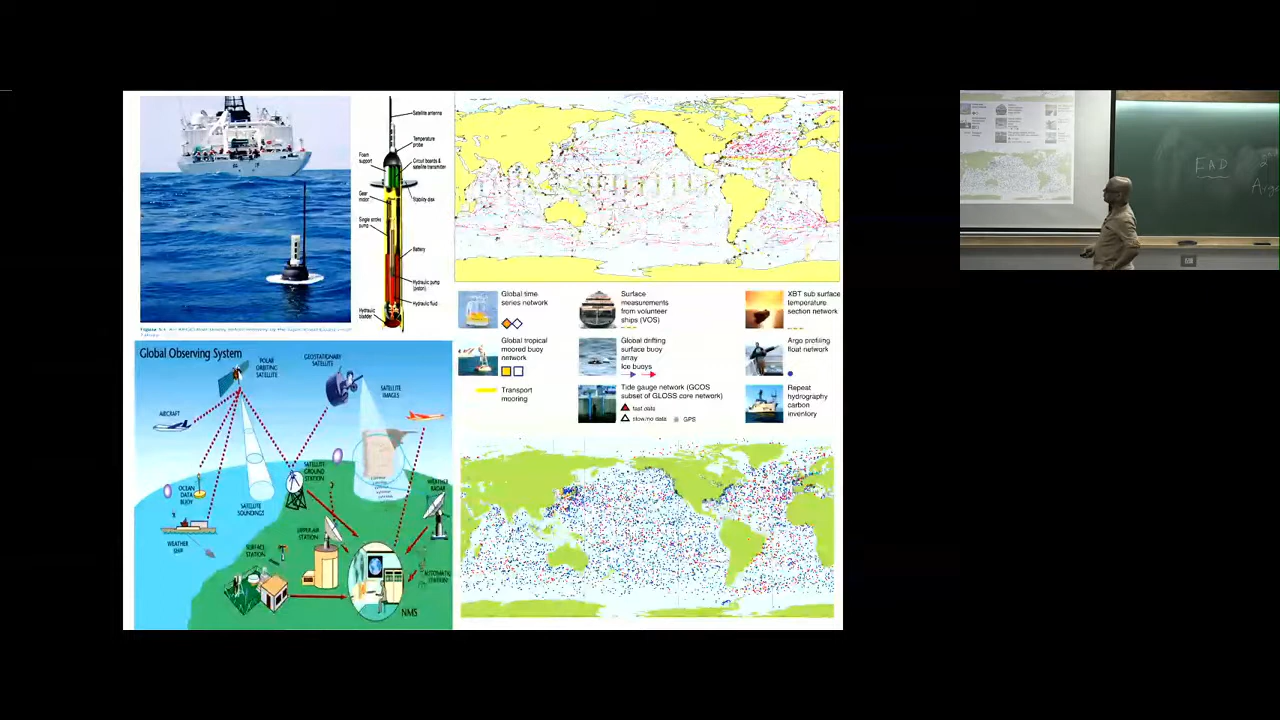 Satellite antenna
Temperature
probe
Foam
support
Circuit boards &
satellite transmitter
Stability disk
Gear
motor
Single stroke
pump
Battery
Hydraulic pump
(piston)
Hydraulic fluid
Hydraulic
bladder
Global time
series network
Surface
measurements
from volunteer
ships (VOS)
XBT sub surface
temperature
section network
Global tropical
moored buoy
network
Global drifting
surface buoy
array
Ice buoys
Argo profiling
float network
Transport
mooring
Tide gauge network (GCOS
subset of GLOSS core network)
fast data
slow/no data
GPS
Repeat
hydrography
carbon
inventory
Global Observing System
POLAR
ORBITING
SATELLITE
GEOSTATIONARY
SATELLITE
SATELLITE
IMAGES
AIRCRAFT
OCEAN
DATA
BUOY
SATELLITE
SOUNDINGS
SATELLITE
GROUND
STATION
WEATHER
RADAR
WEATHER
SHIP
SURFACE
STATION
UPPER AIR
STATION
AUTOMATIC
STATION
NMS
EAD